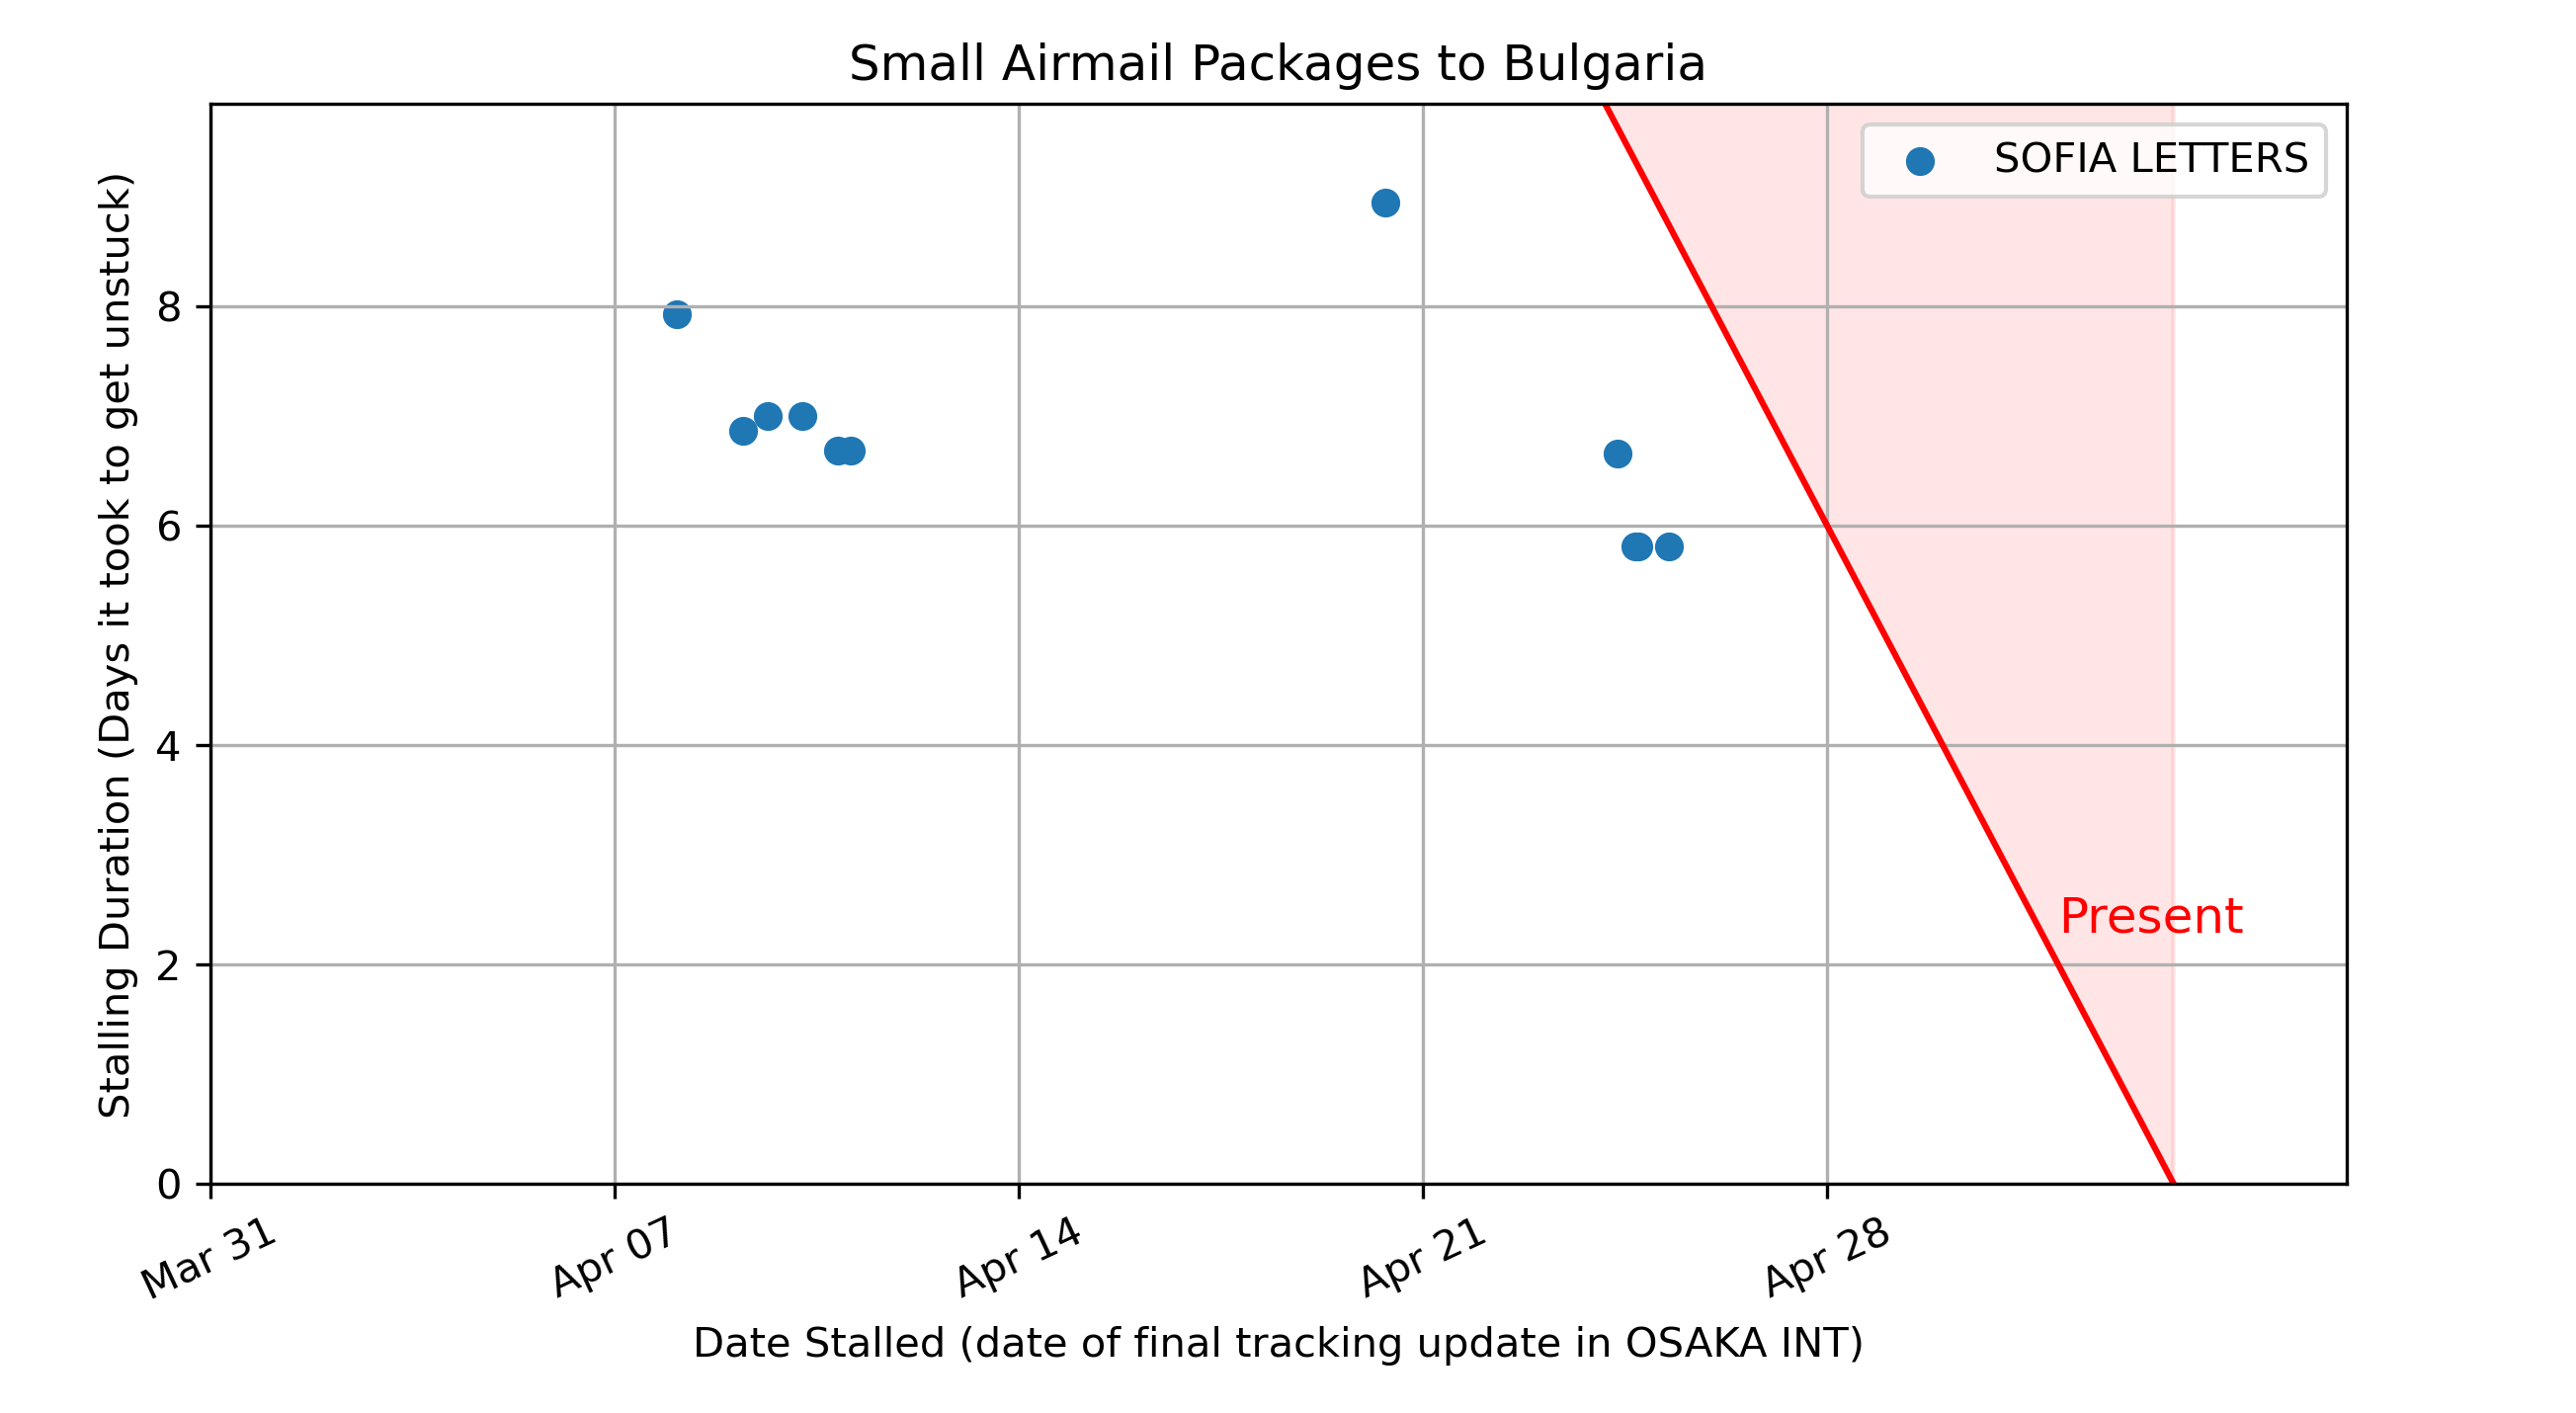 Small Airmail Packages to Bulgaria
SOFIA LETTERS
Stalling Duration (Days it took to get unstuck)
8
6
4
2
0
Present
Mar 31
Apr 07
Apr 14
Apr 21
Apr 28
Date Stalled (date of final tracking update in OSAKA INT)